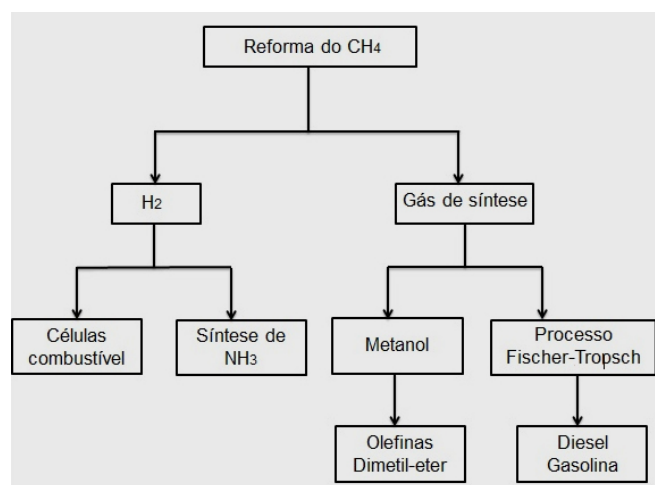 Reforma do CH4
H2
Gás de síntese
Células
combustível
Síntese de
NH3
Metanol
Processo
Fischer-Tropsch
Olefinas
Dimetil-eter
Diesel
Gasolina